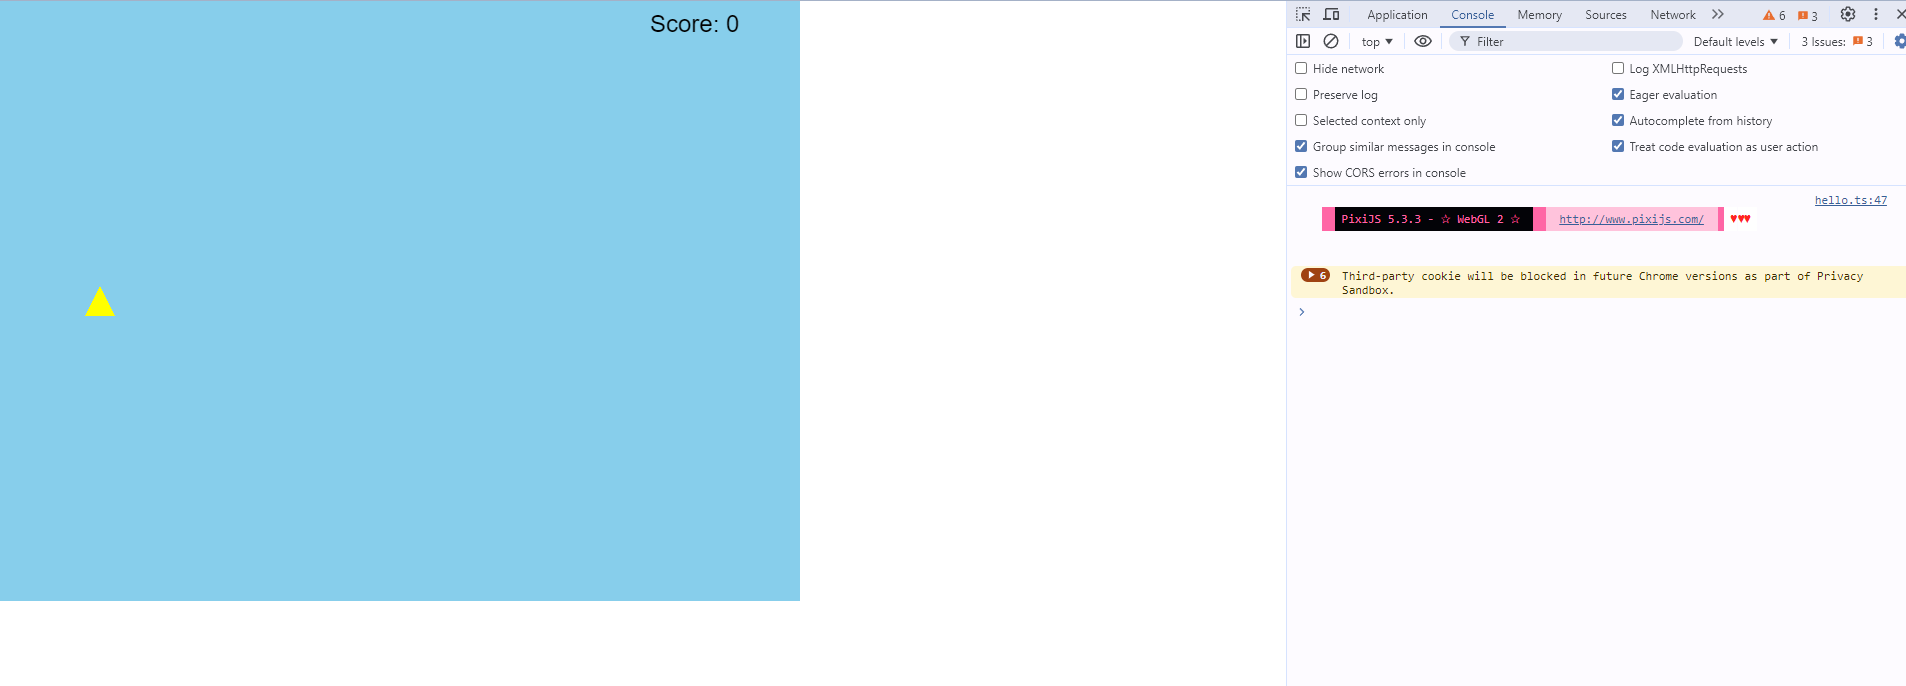 Score: 0
Application Console Memory Sources Network 6 3
top Filter Default levels 3 Issues: 3
Hide network Log XMLHttpRequests
Preserve log Eager evaluation
Selected context only Autocomplete from history
Group similar messages in console Treat code evaluation as user action
Show CORS errors in console
hello.ts:47
PixiJS 5.3.3 - ☆ WebGL 2 ☆ http://www.pixijs.com/ ♥♥♥
6 Third-party cookie will be blocked in future Chrome versions as part of Privacy
Sandbox.